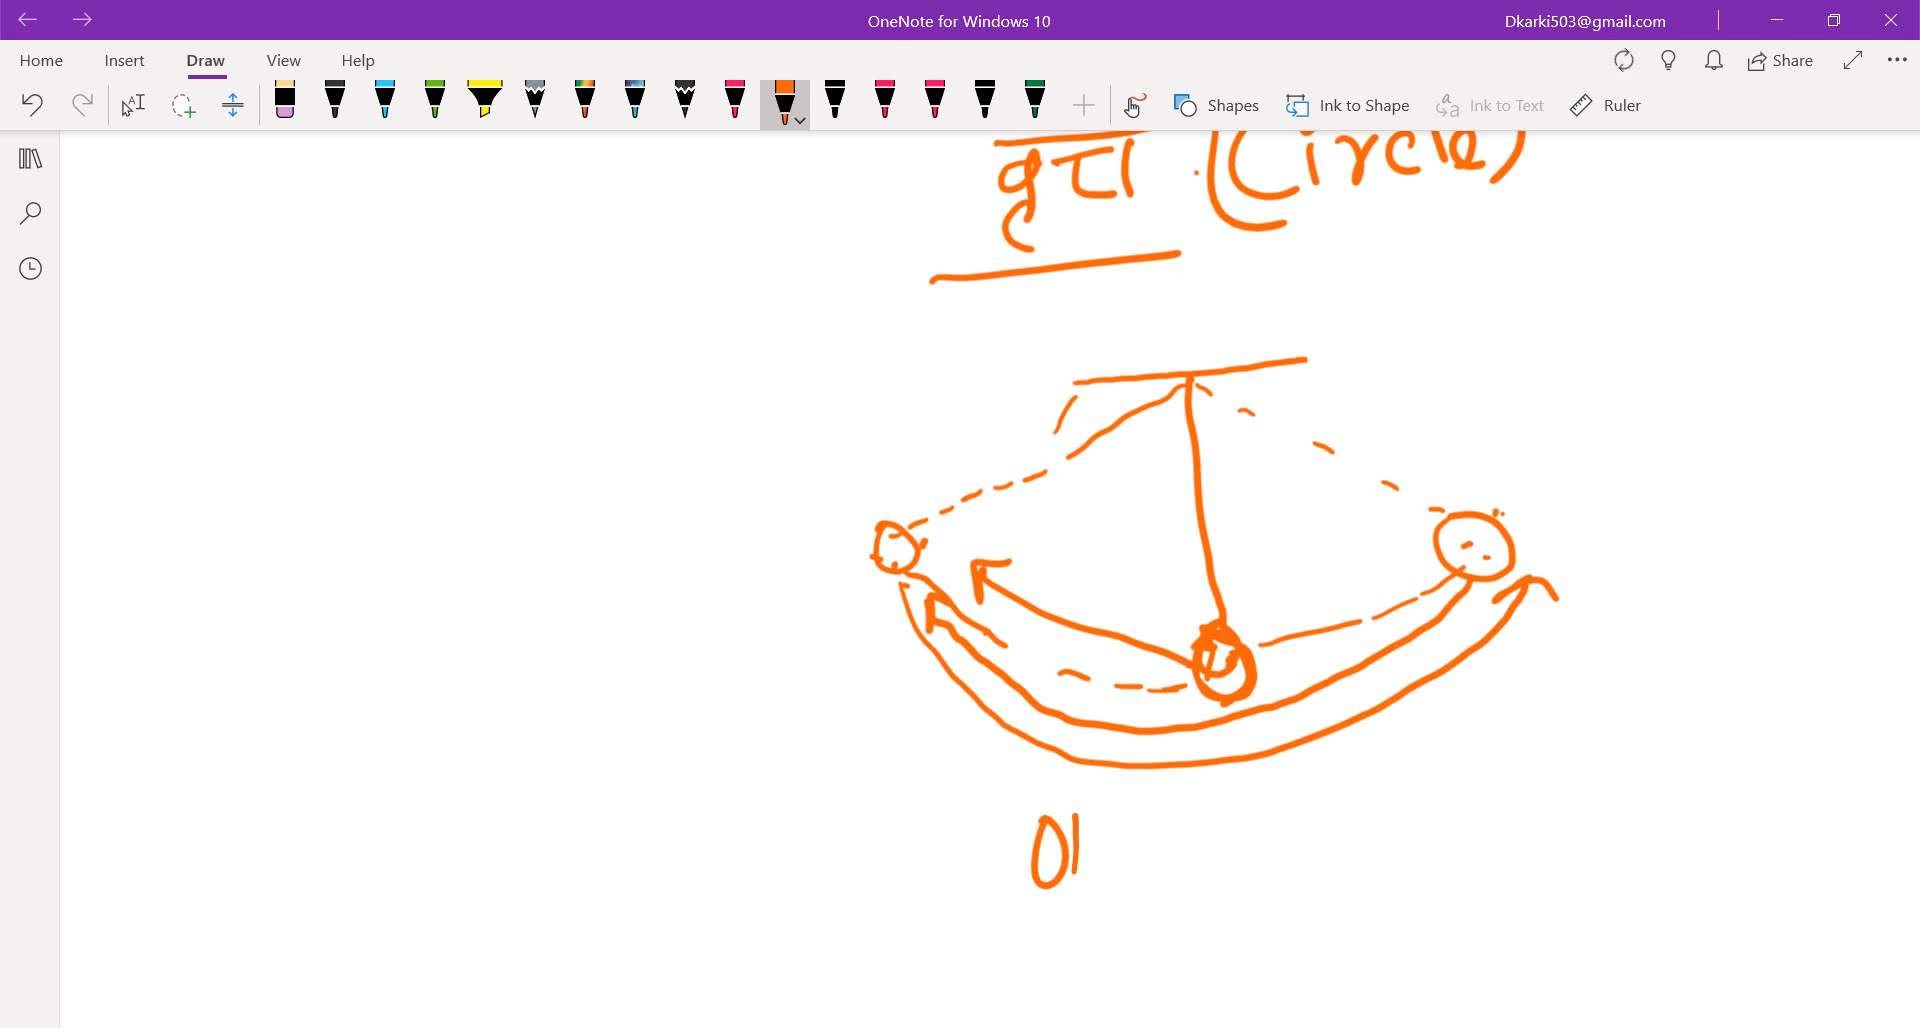 OneNote for Windows 10
Dkarki503@gmail.com
Home Insert Draw View Help
Share
Shapes Ink to Shape Ink to Text Ruler
(Circle)
01